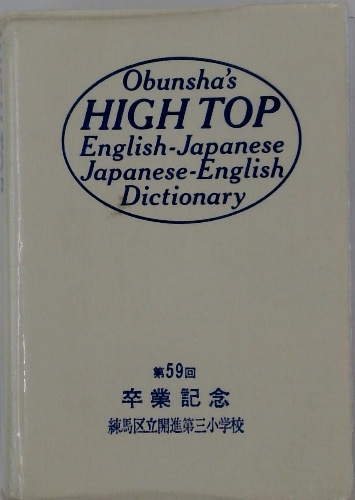 Obunsha's
HIGH TOP
English-Japanese
Japanese-English
Dictionary
第59回
卒業記念
練馬区立開進第三小学校